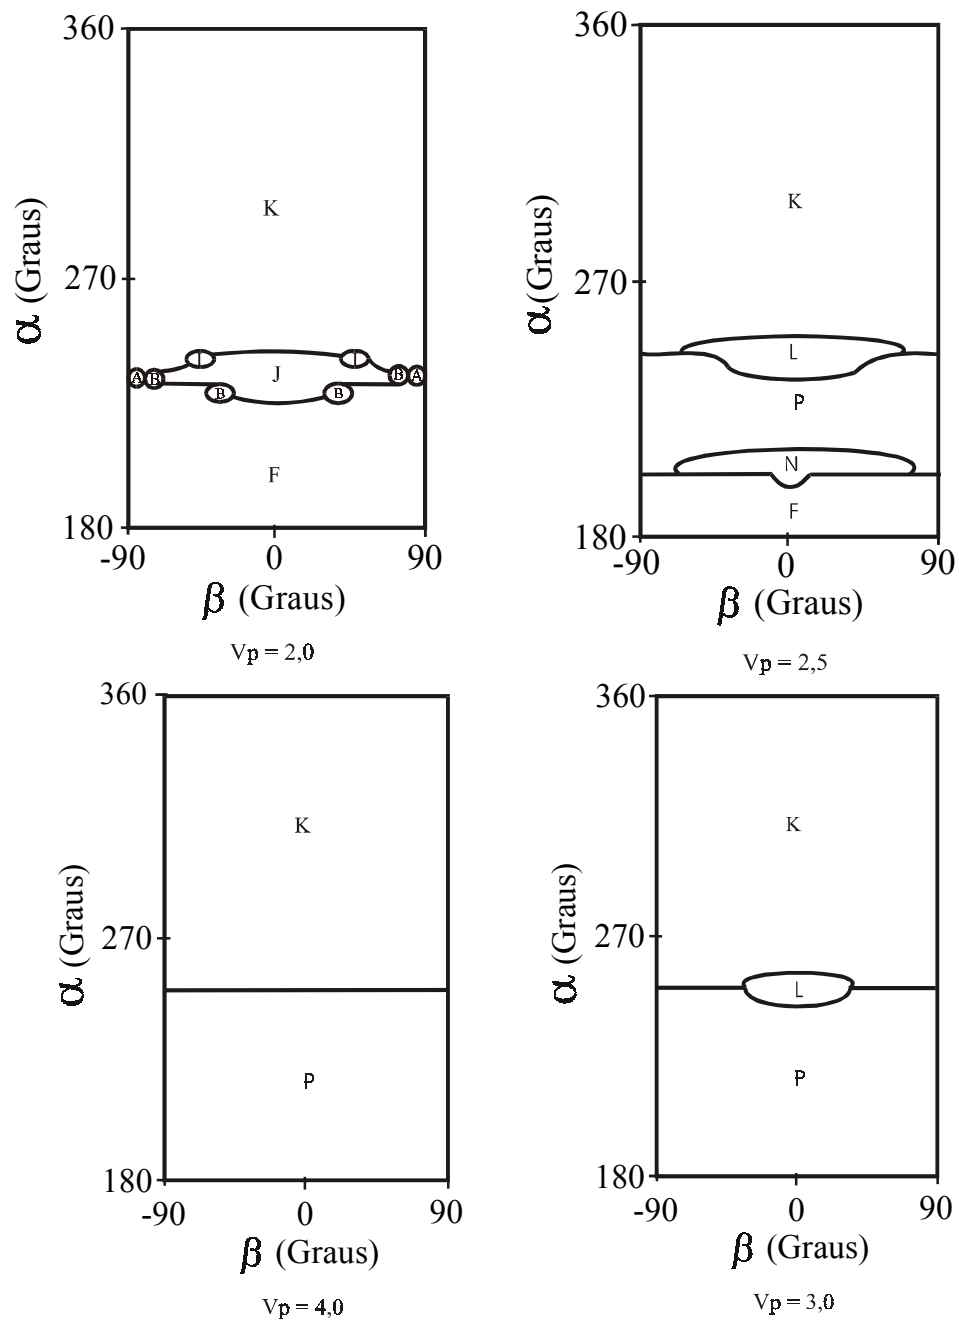 360
K
α (Graus)
270
I I
J
A B B A
B B
F
180
-90 0 90
β (Graus)
Vp = 2,0
360
K
α (Graus)
270
L
P
N
F
180
-90 0 90
β (Graus)
Vp = 2,5
360
K
α (Graus)
270
P
180
-90 0 90
β (Graus)
Vp = 4,0
360
K
α (Graus)
270
L
P
180
-90 0 90
β (Graus)
Vp = 3,0